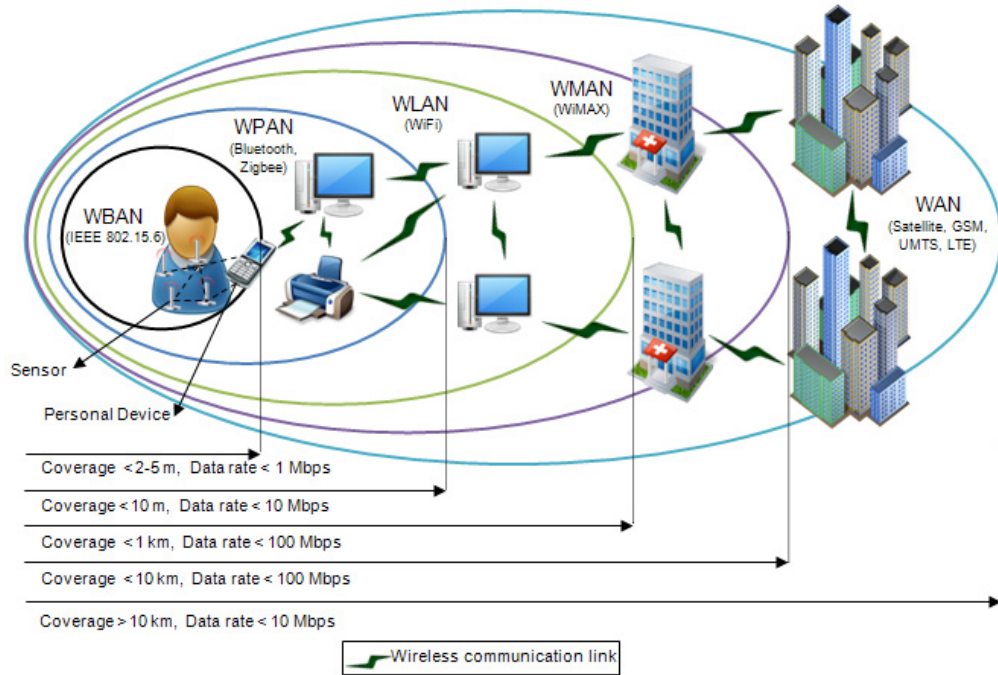 WBAN
(IEEE 802.15.6)
WPAN
(Bluetooth,
Zigbee)
WLAN
(WiFi)
WMAN
(WiMAX)
WAN
(Satellite, GSM,
UMTS, LTE)
Sensor
Personal Device
Coverage <2-5 m, Data rate < 1 Mbps
Coverage <10 m, Data rate < 10 Mbps
Coverage <1 km, Data rate <100 Mbps
Coverage <10 km, Data rate <100 Mbps
Coverage >10 km, Data rate <10 Mbps
Wireless communication link